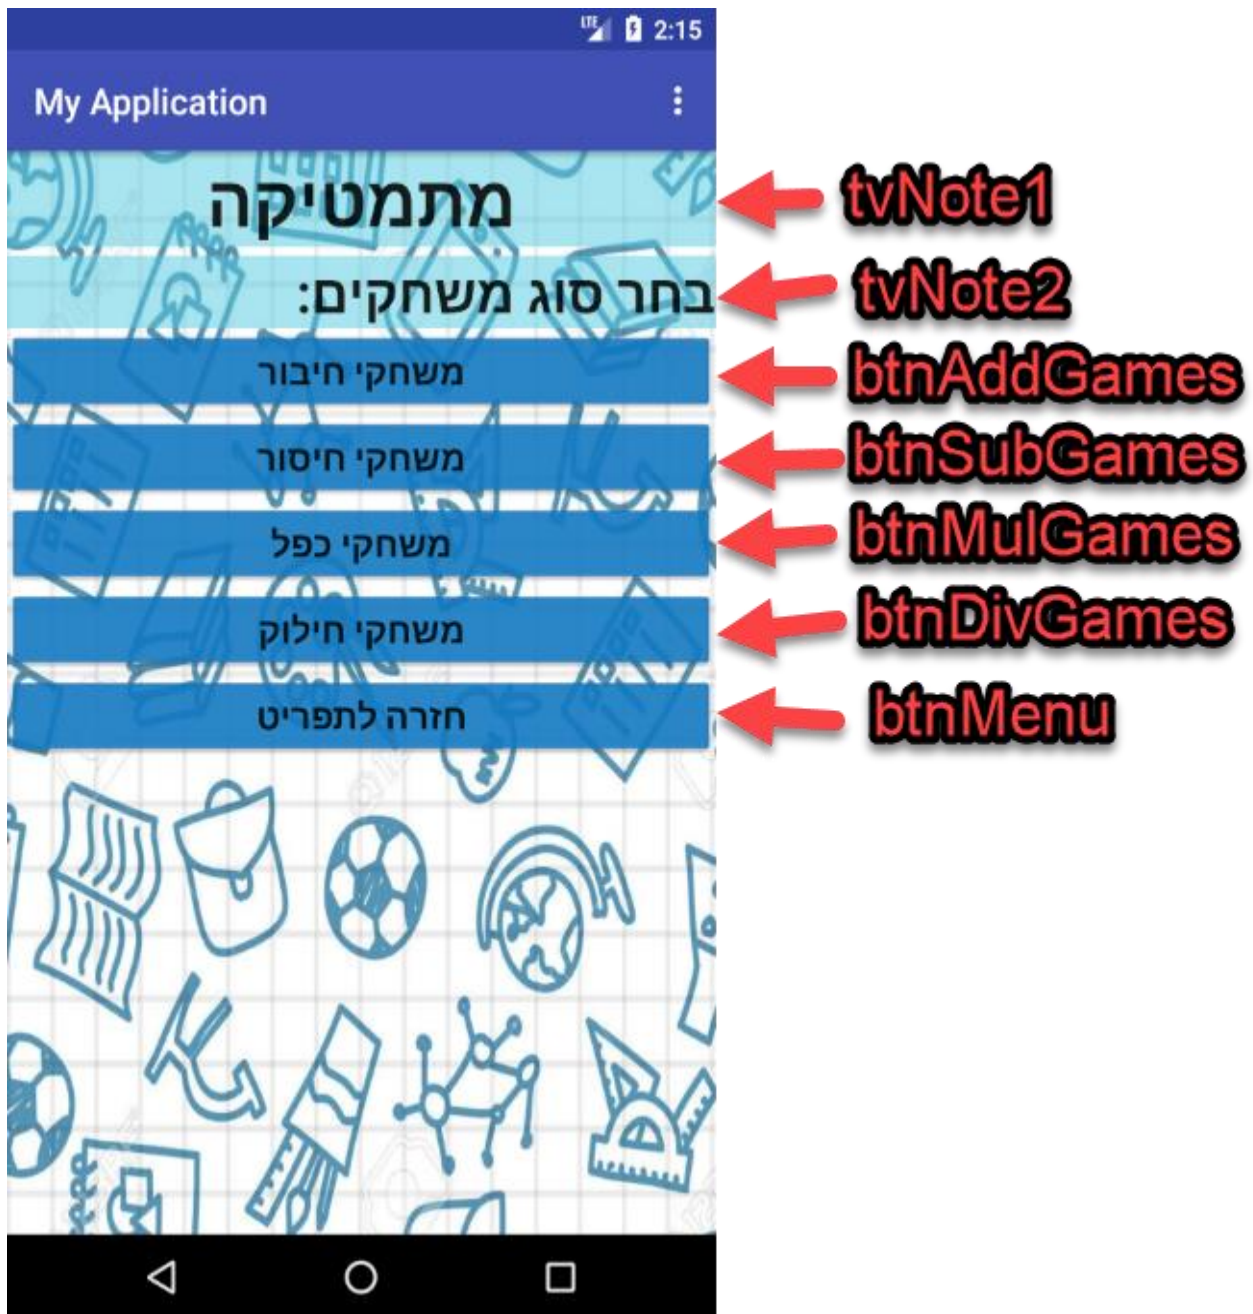 LTE 2:15
My Application
מתמטיקה
tvNote1
בחר סוג משחקים:
tvNote2
משחקי חיבור
btnAddGames
משחקי חיסור
btnSubGames
משחקי כפל
btnMulGames
משחקי חילוק
btnDivGames
חזרה לתפריט
btnMenu